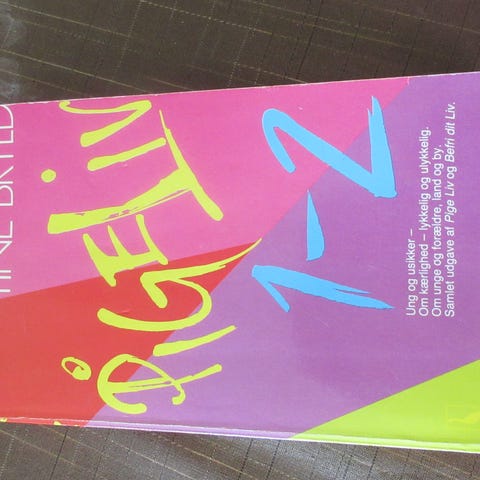 TINE BRYLD
PIGELIV
1-2
Ung og usikker –
Om kærlighed – lykkelig og ulykkelig.
Om unge og forældre, land og by.
Samlet udgave af Pige Liv og Befri dit Liv.